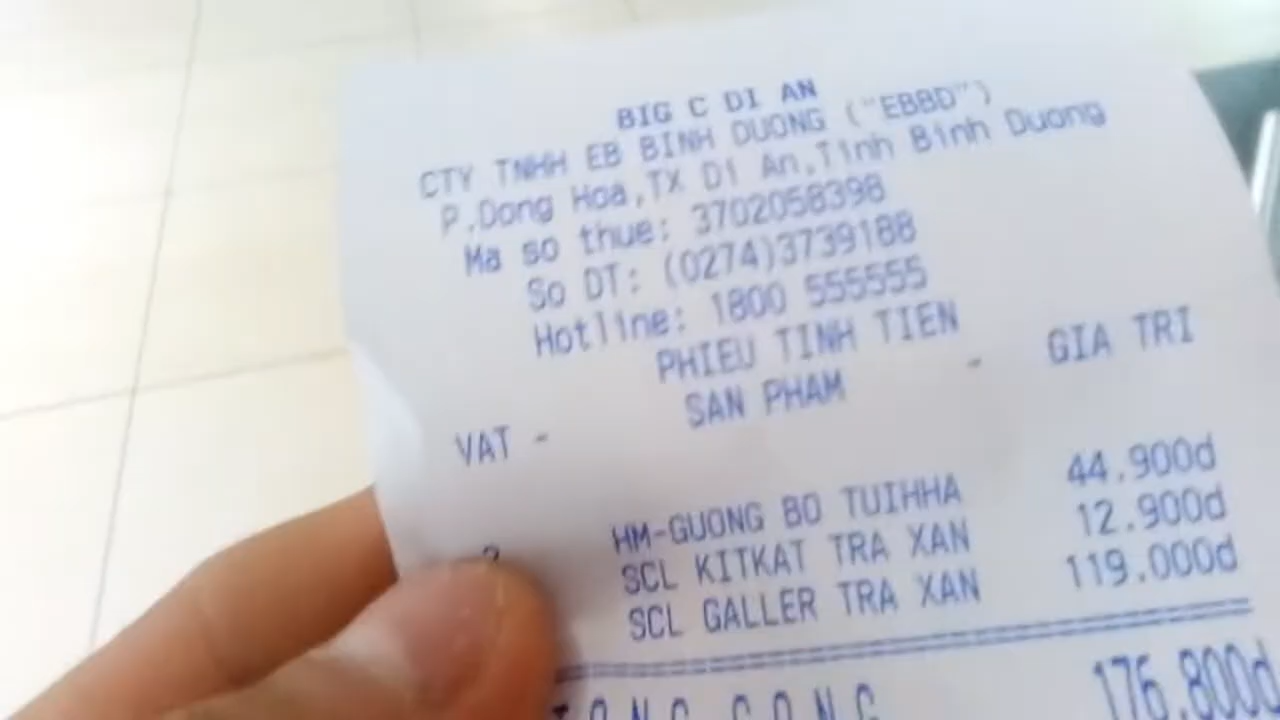 BIG C DI AN
CTY TNHH EB BINH DUONG ("EBBD")
P.Dong Hoa,TX Di An,Tinh Binh Duong
Ma so thue: 3702058398
So DT: (0274)3739188
Hotline: 1800 555555
PHIEU TINH TIEN
VAT - SAN PHAM - GIA TRI
HM-GUONG BO TUIHHA 44.900d
SCL KITKAT TRA XAN 12.900d
SCL GALLER TRA XAN 119.000d
TONG CONG 176.800d